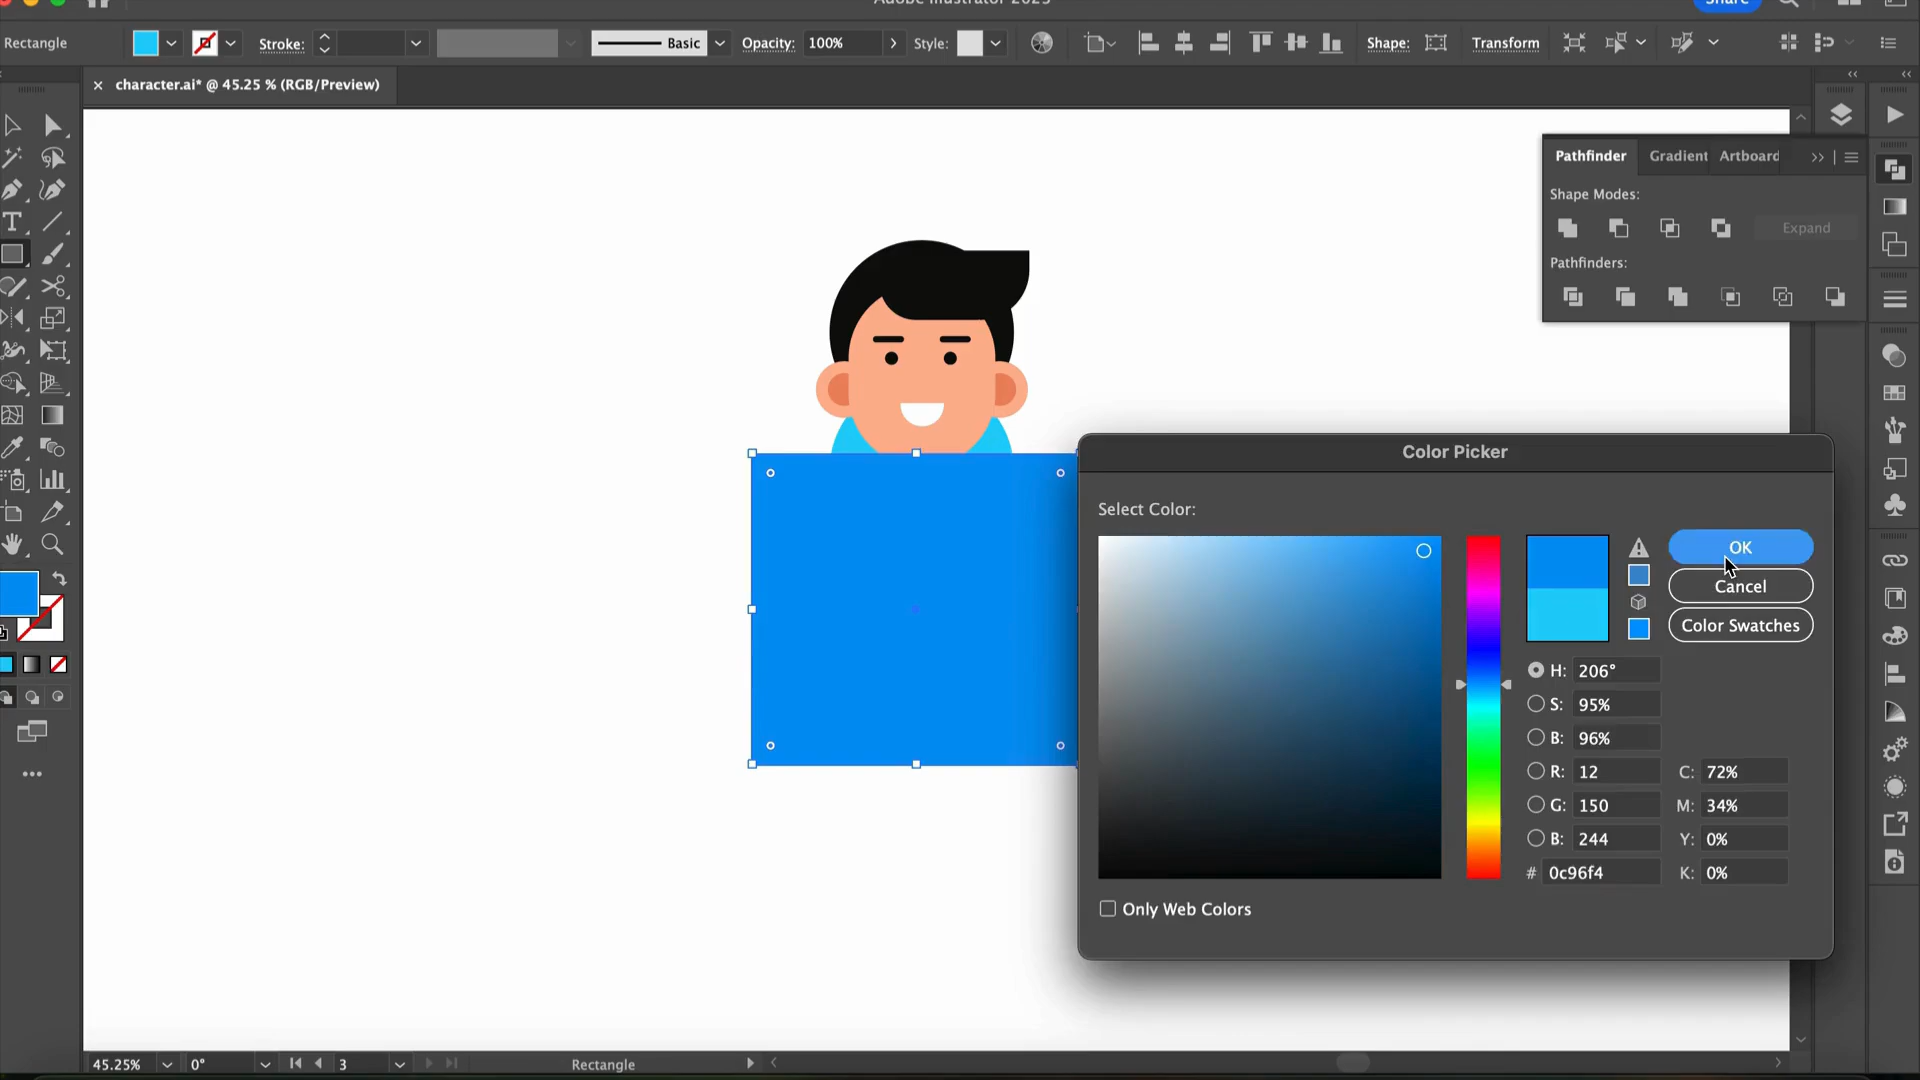 Adobe Illustrator 2023
Share
Rectangle
Stroke:
Basic
Opacity:
100%
Style:
Shape:
Transform
× character.ai* @ 45.25 % (RGB/Preview)
Pathfinder
Gradient
Artboard
Shape Modes:
Expand
Pathfinders:
Color Picker
Select Color:
OK
Cancel
Color Swatches
H: 206°
S: 95%
B: 96%
R: 12
C: 72%
G: 150
M: 34%
B: 244
Y: 0%
# 0c96f4
K: 0%
Only Web Colors
45.25%
0°
3
Rectangle